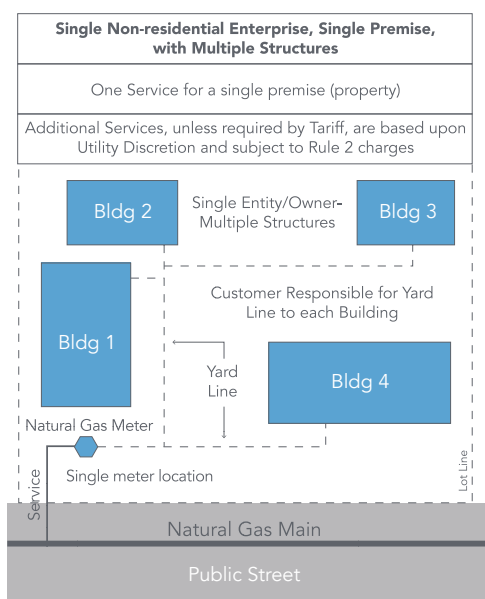 Single Non-residential Enterprise, Single Premise,
with Multiple Structures
One Service for a single premise (property)
Additional Services, unless required by Tariff, are based upon
Utility Discretion and subject to Rule 2 charges
Bldg 2
Single Entity/Owner-
Multiple Structures
Bldg 3
Customer Responsible for Yard
Line to each Building
Bldg 1
Yard
Line
Bldg 4
Natural Gas Meter
Single meter location
Service
Lot Line
Natural Gas Main
Public Street